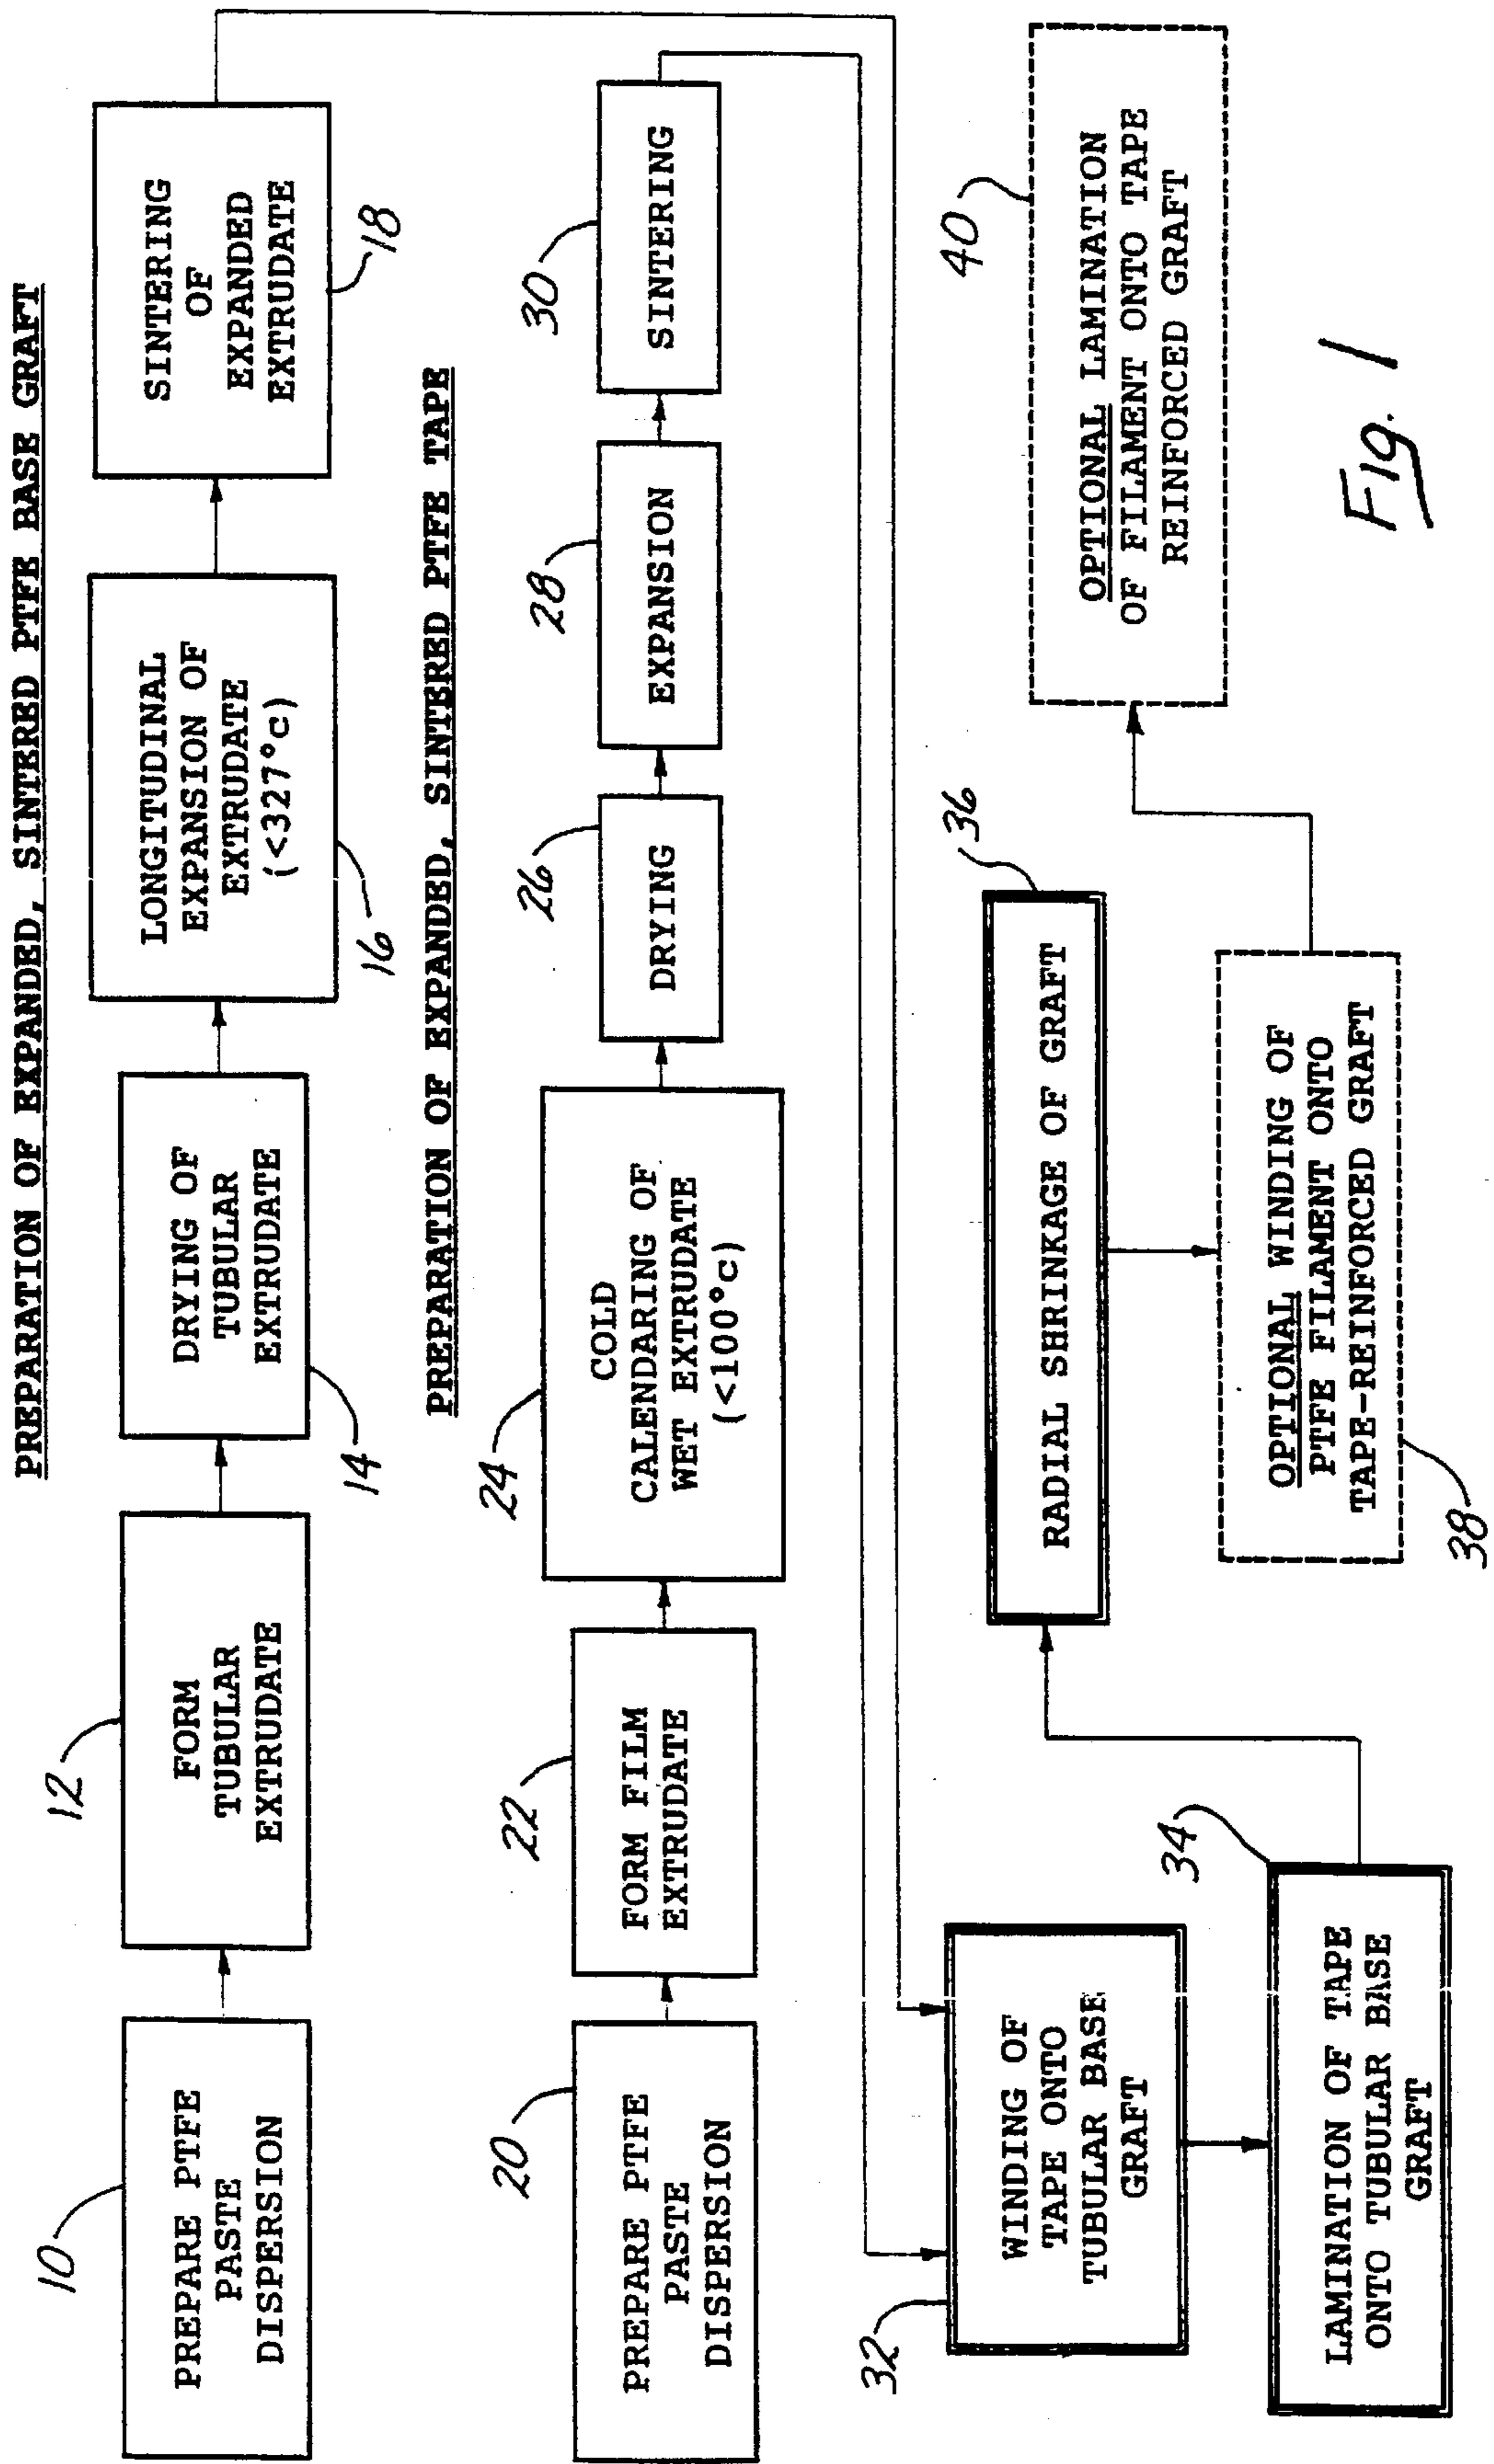 PREPARATION OF EXPANDED, SINTERED PTFE BASE GRAFT
10
PREPARE PTFE
PASTE
DISPERSION
12
FORM
TUBULAR
EXTRUDATE
14
DRYING OF
TUBULAR
EXTRUDATE
16
LONGITUDINAL
EXPANSION OF
EXTRUDATE
(<327°c)
18
SINTERING
OF
EXPANDED
EXTRUDATE
PREPARATION OF EXPANDED, SINTERED PTFE TAPE
20
PREPARE PTFE
PASTE
DISPERSION
22
FORM FILM
EXTRUDATE
24
COLD
CALENDARING OF
WET EXTRUDATE
(<100°c)
26
DRYING
28
EXPANSION
30
SINTERING
32
WINDING OF
TAPE ONTO
TUBULAR BASE
GRAFT
34
LAMINATION OF TAPE
ONTO TUBULAR BASE
GRAFT
36
RADIAL SHRINKAGE OF GRAFT
38
OPTIONAL WINDING OF
PTFE FILAMENT ONTO
TAPE-REINFORCED GRAFT
40
OPTIONAL LAMINATION
OF FILAMENT ONTO TAPE
REINFORCED GRAFT
Fig. 1